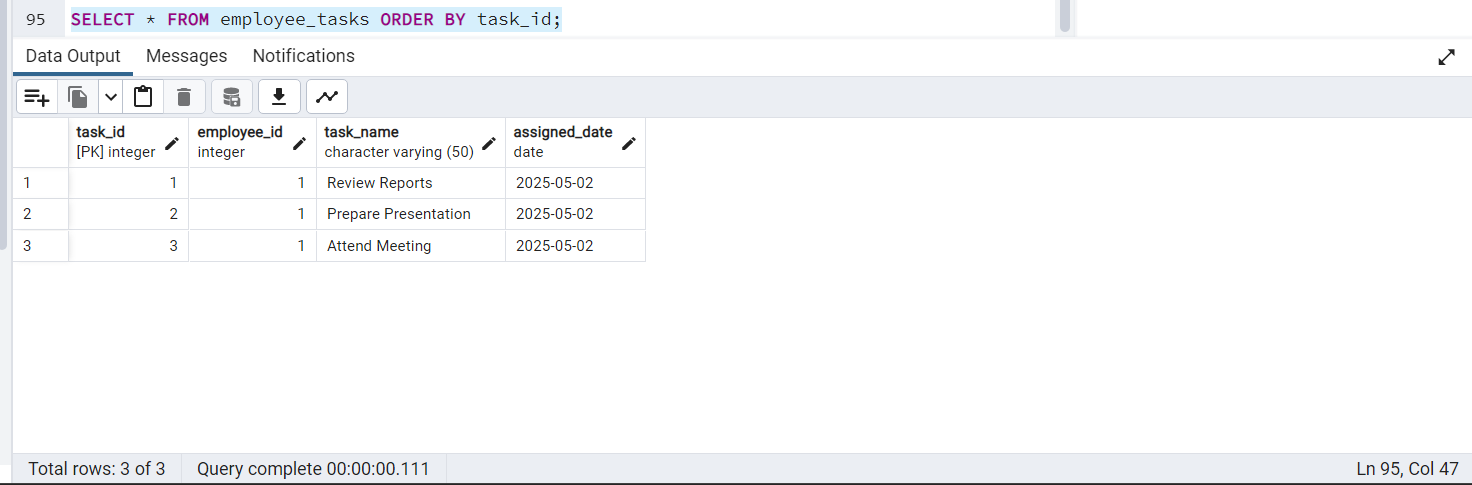 95 SELECT * FROM employee_tasks ORDER BY task_id;
Data Output Messages Notifications
task_id employee_id task_name assigned_date
[PK] integer integer character varying (50) date
1 1 1 Review Reports 2025-05-02
2 2 1 Prepare Presentation 2025-05-02
3 3 1 Attend Meeting 2025-05-02
Total rows: 3 of 3 Query complete 00:00:00.111 Ln 95, Col 47